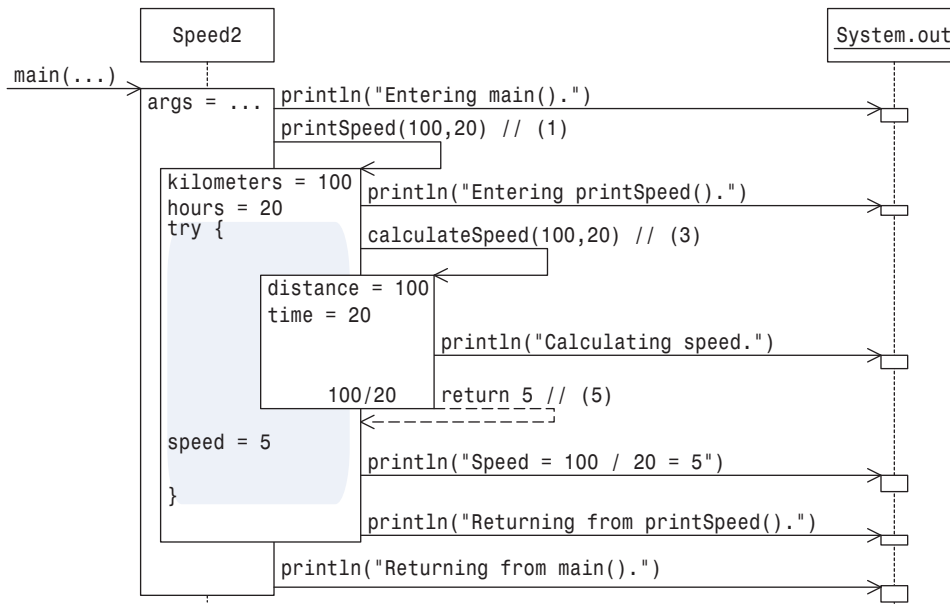 Speed2
System.out
main(...)
args = ...
println("Entering main().")
printSpeed(100,20) // (1)
kilometers = 100
hours = 20
println("Entering printSpeed().")
try {
calculateSpeed(100,20) // (3)
distance = 100
time = 20
println("Calculating speed.")
100/20
return 5 // (5)
speed = 5
println("Speed = 100 / 20 = 5")
}
println("Returning from printSpeed().")
println("Returning from main().")